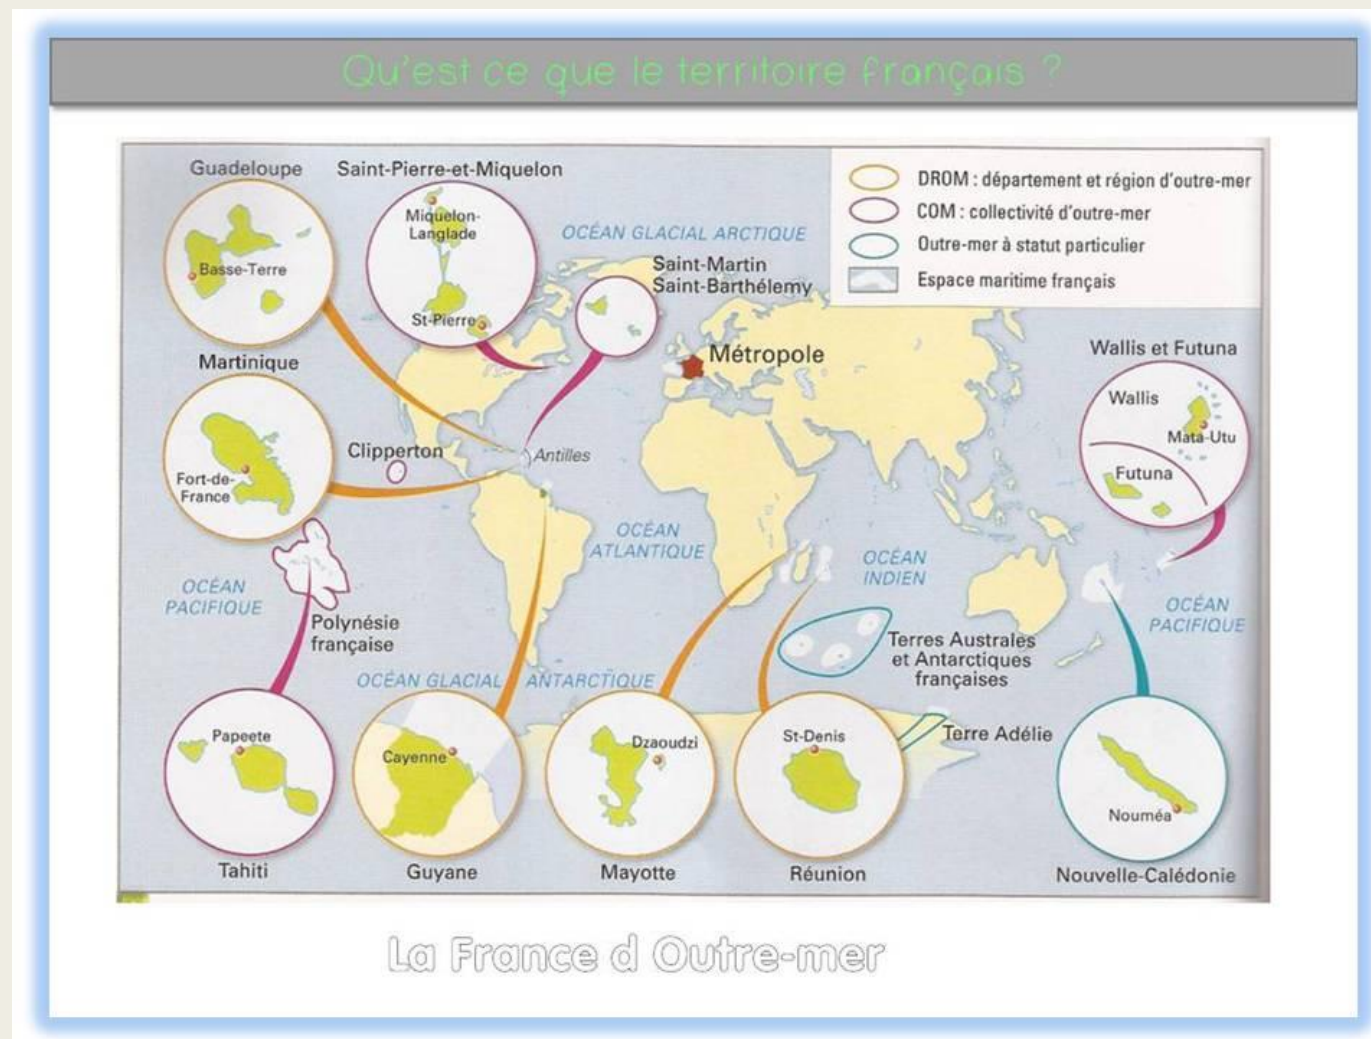 Qu'est ce que le territoire français ?
Guadeloupe
Basse-Terre
Saint-Pierre-et-Miquelon
Miquelon-
Langlade
St-Pierre
OCÉAN GLACIAL ARCTIQUE
Saint-Martin
Saint-Barthélemy
DROM : département et région d'outre-mer
COM : collectivité d'outre-mer
Outre-mer à statut particulier
Espace maritime français
Martinique
Fort-de-
France
Clipperton
Antilles
Métropole
Wallis et Futuna
Wallis
Mata-Utu
Futuna
OCÉAN
PACIFIQUE
Polynésie
française
OCÉAN
ATLANTIQUE
OCÉAN
INDIEN
OCÉAN
PACIFIQUE
Terres Australes
et Antarctiques
françaises
OCÉAN GLACIAL ANTARCTIQUE
Terre Adélie
Papeete
Tahiti
Cayenne
Guyane
Dzaoudzi
Mayotte
St-Denis
Réunion
Nouméa
Nouvelle-Calédonie
La France d Outre-mer